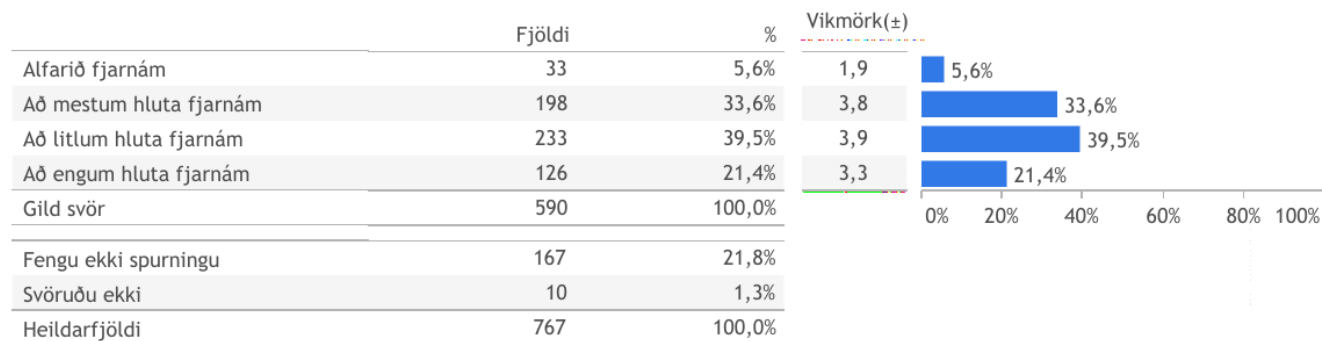 Fjöldi % Vikmörk(±)
Alfarið fjarnám 33 5,6% 1,9 5,6%
Að mestum hluta fjarnám 198 33,6% 3,8 33,6%
Að litlum hluta fjarnám 233 39,5% 3,9 39,5%
Að engum hluta fjarnám 126 21,4% 3,3 21,4%
Gild svör 590 100,0% 0% 20% 40% 60% 80% 100%
Fengu ekki spurningu 167 21,8%
Svöruðu ekki 10 1,3%
Heildarfjöldi 767 100,0%